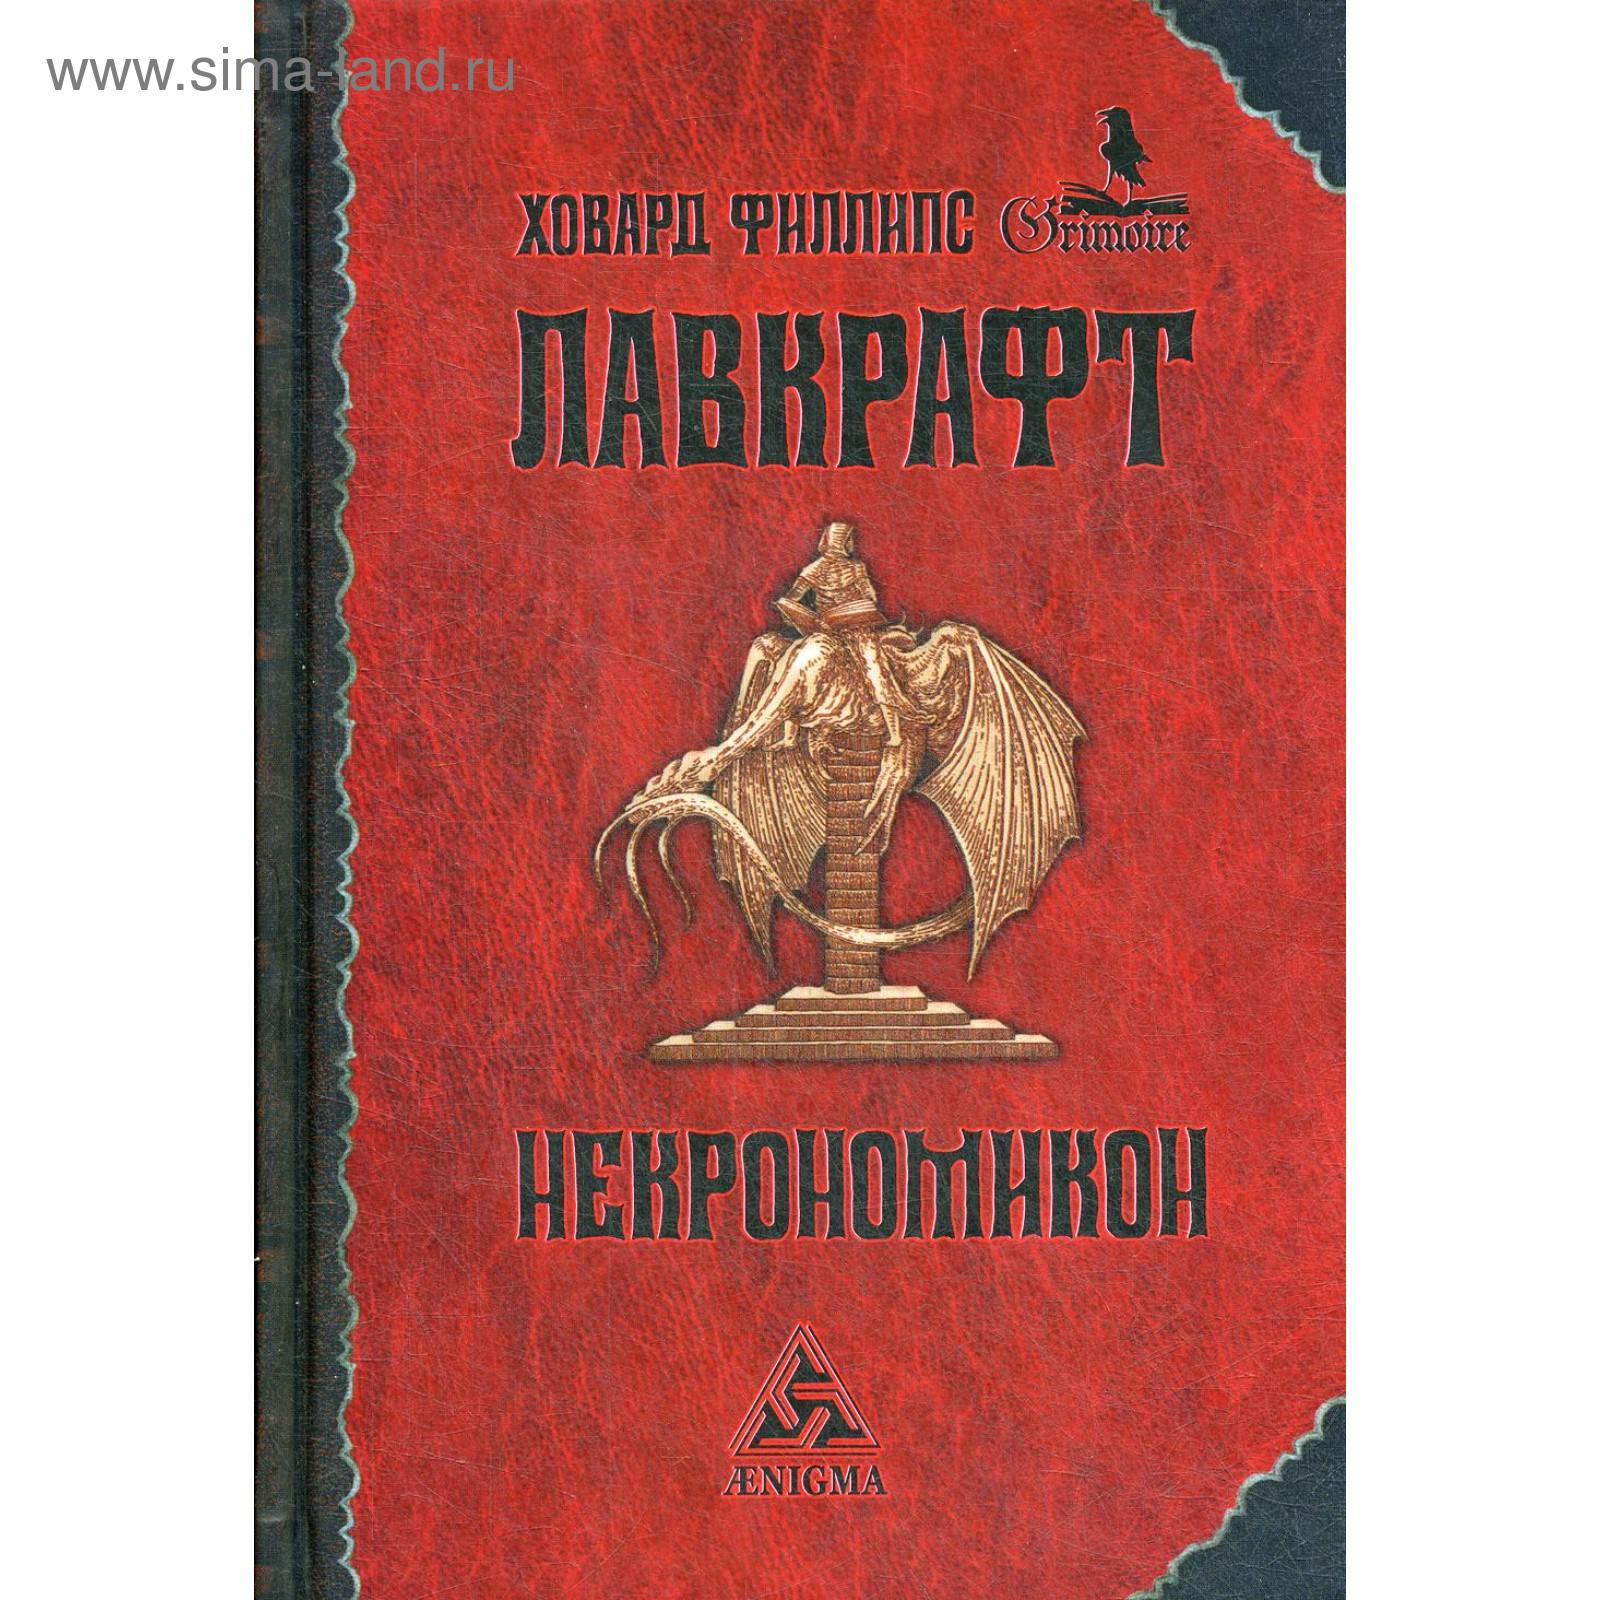 www.sima-land.ru
ХОВАРД ФИЛЛИПС Grimoire
ЛАВКРАФТ
НЕКРОНОМИКОН
ÆNIGMA